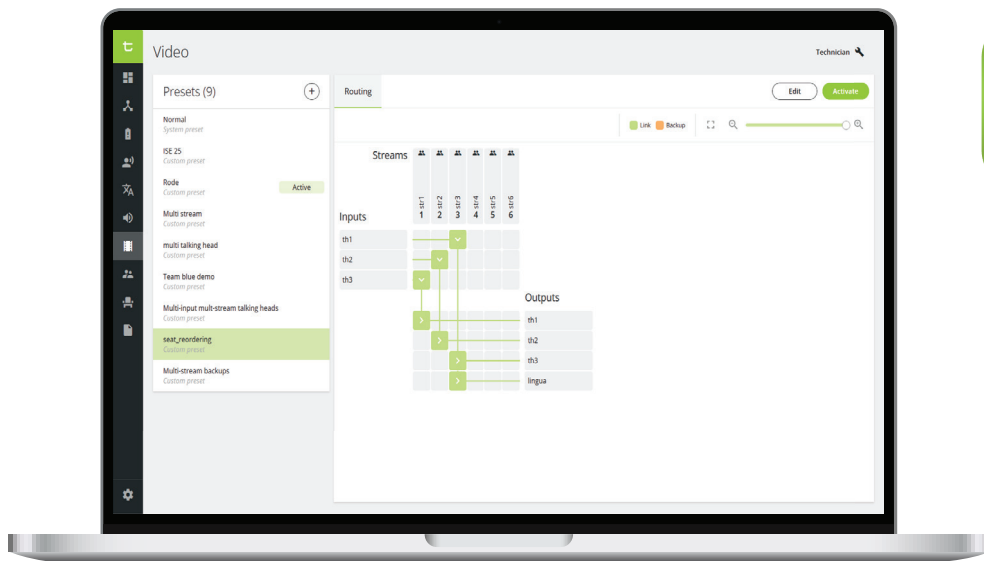 Video
Technician
Presets (9)
Normal
System preset
ISE 25
Custom preset
Rode
Custom preset
Active
Multi stream
Custom preset
multi talking head
Custom preset
Team blue demo
Custom preset
Multi-input mult-stream talking heads
Custom preset
seat_reordering
Custom preset
Multi-stream backups
Custom preset
Routing
Edit
Activate
Link
Backup
Streams
str1
str2
str3
str4
str5
str6
1 2 3 4 5 6
Inputs
th1
th2
th3
Outputs
th1
th2
th3
lingua